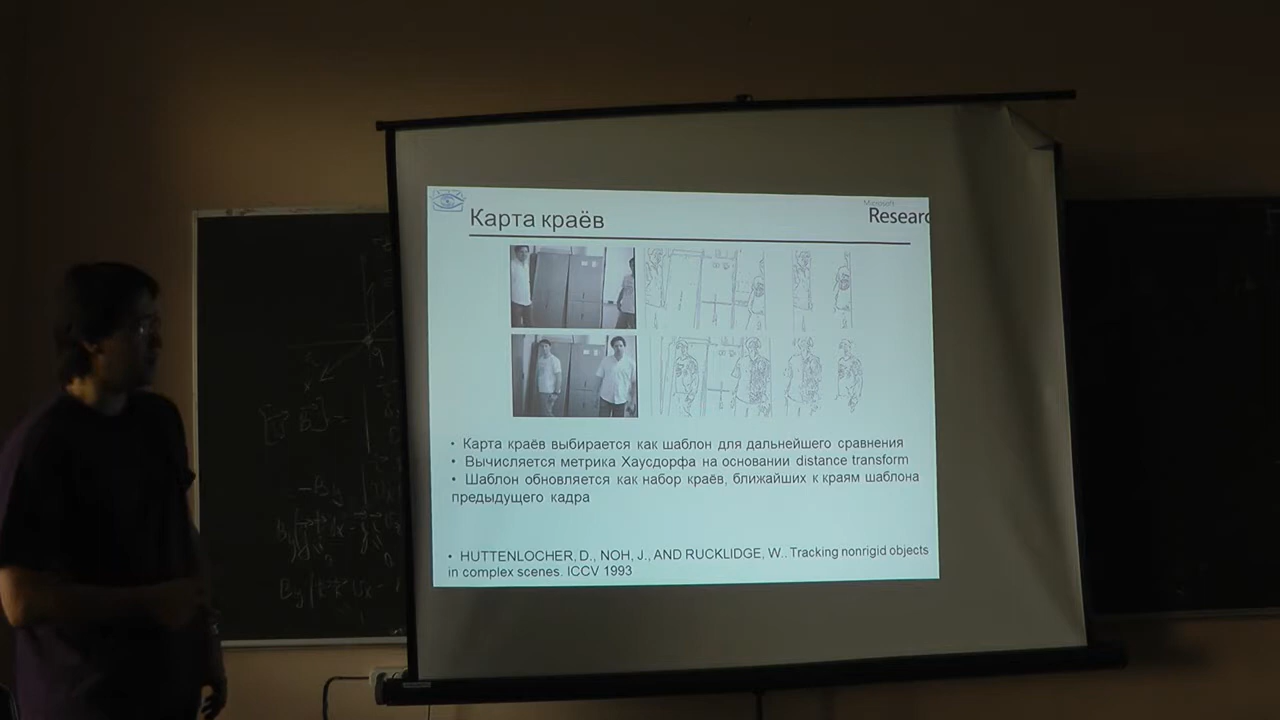 Microsoft
Researc
Карта краёв
• Карта краёв выбирается как шаблон для дальнейшего сравнения
• Вычисляется метрика Хаусдорфа на основании distance transform
• Шаблон обновляется как набор краёв, ближайших к краям шаблона
предыдущего кадра
• HUTTENLOCHER, D., NOH, J., AND RUCKLIDGE, W.. Tracking nonrigid objects
in complex scenes. ICCV 1993